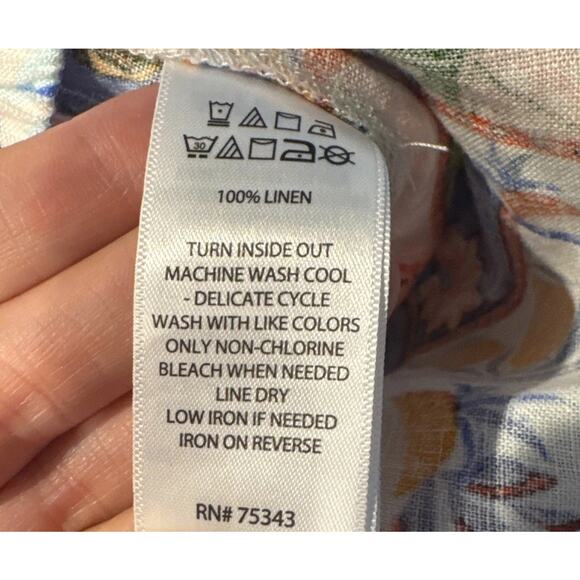 30
100% LINEN
TURN INSIDE OUT
MACHINE WASH COOL
- DELICATE CYCLE
WASH WITH LIKE COLORS
ONLY NON-CHLORINE
BLEACH WHEN NEEDED
LINE DRY
LOW IRON IF NEEDED
IRON ON REVERSE
RN# 75343